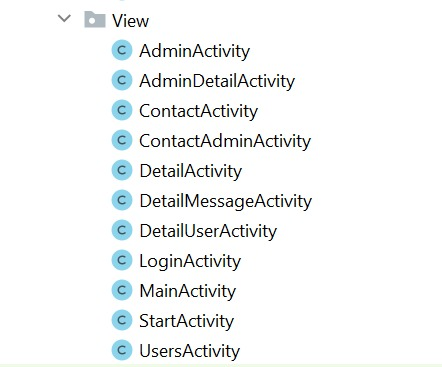 View
C AdminActivity
C AdminDetailActivity
C ContactActivity
C ContactAdminActivity
C DetailActivity
C DetailMessageActivity
C DetailUserActivity
C LoginActivity
C MainActivity
C StartActivity
C UsersActivity